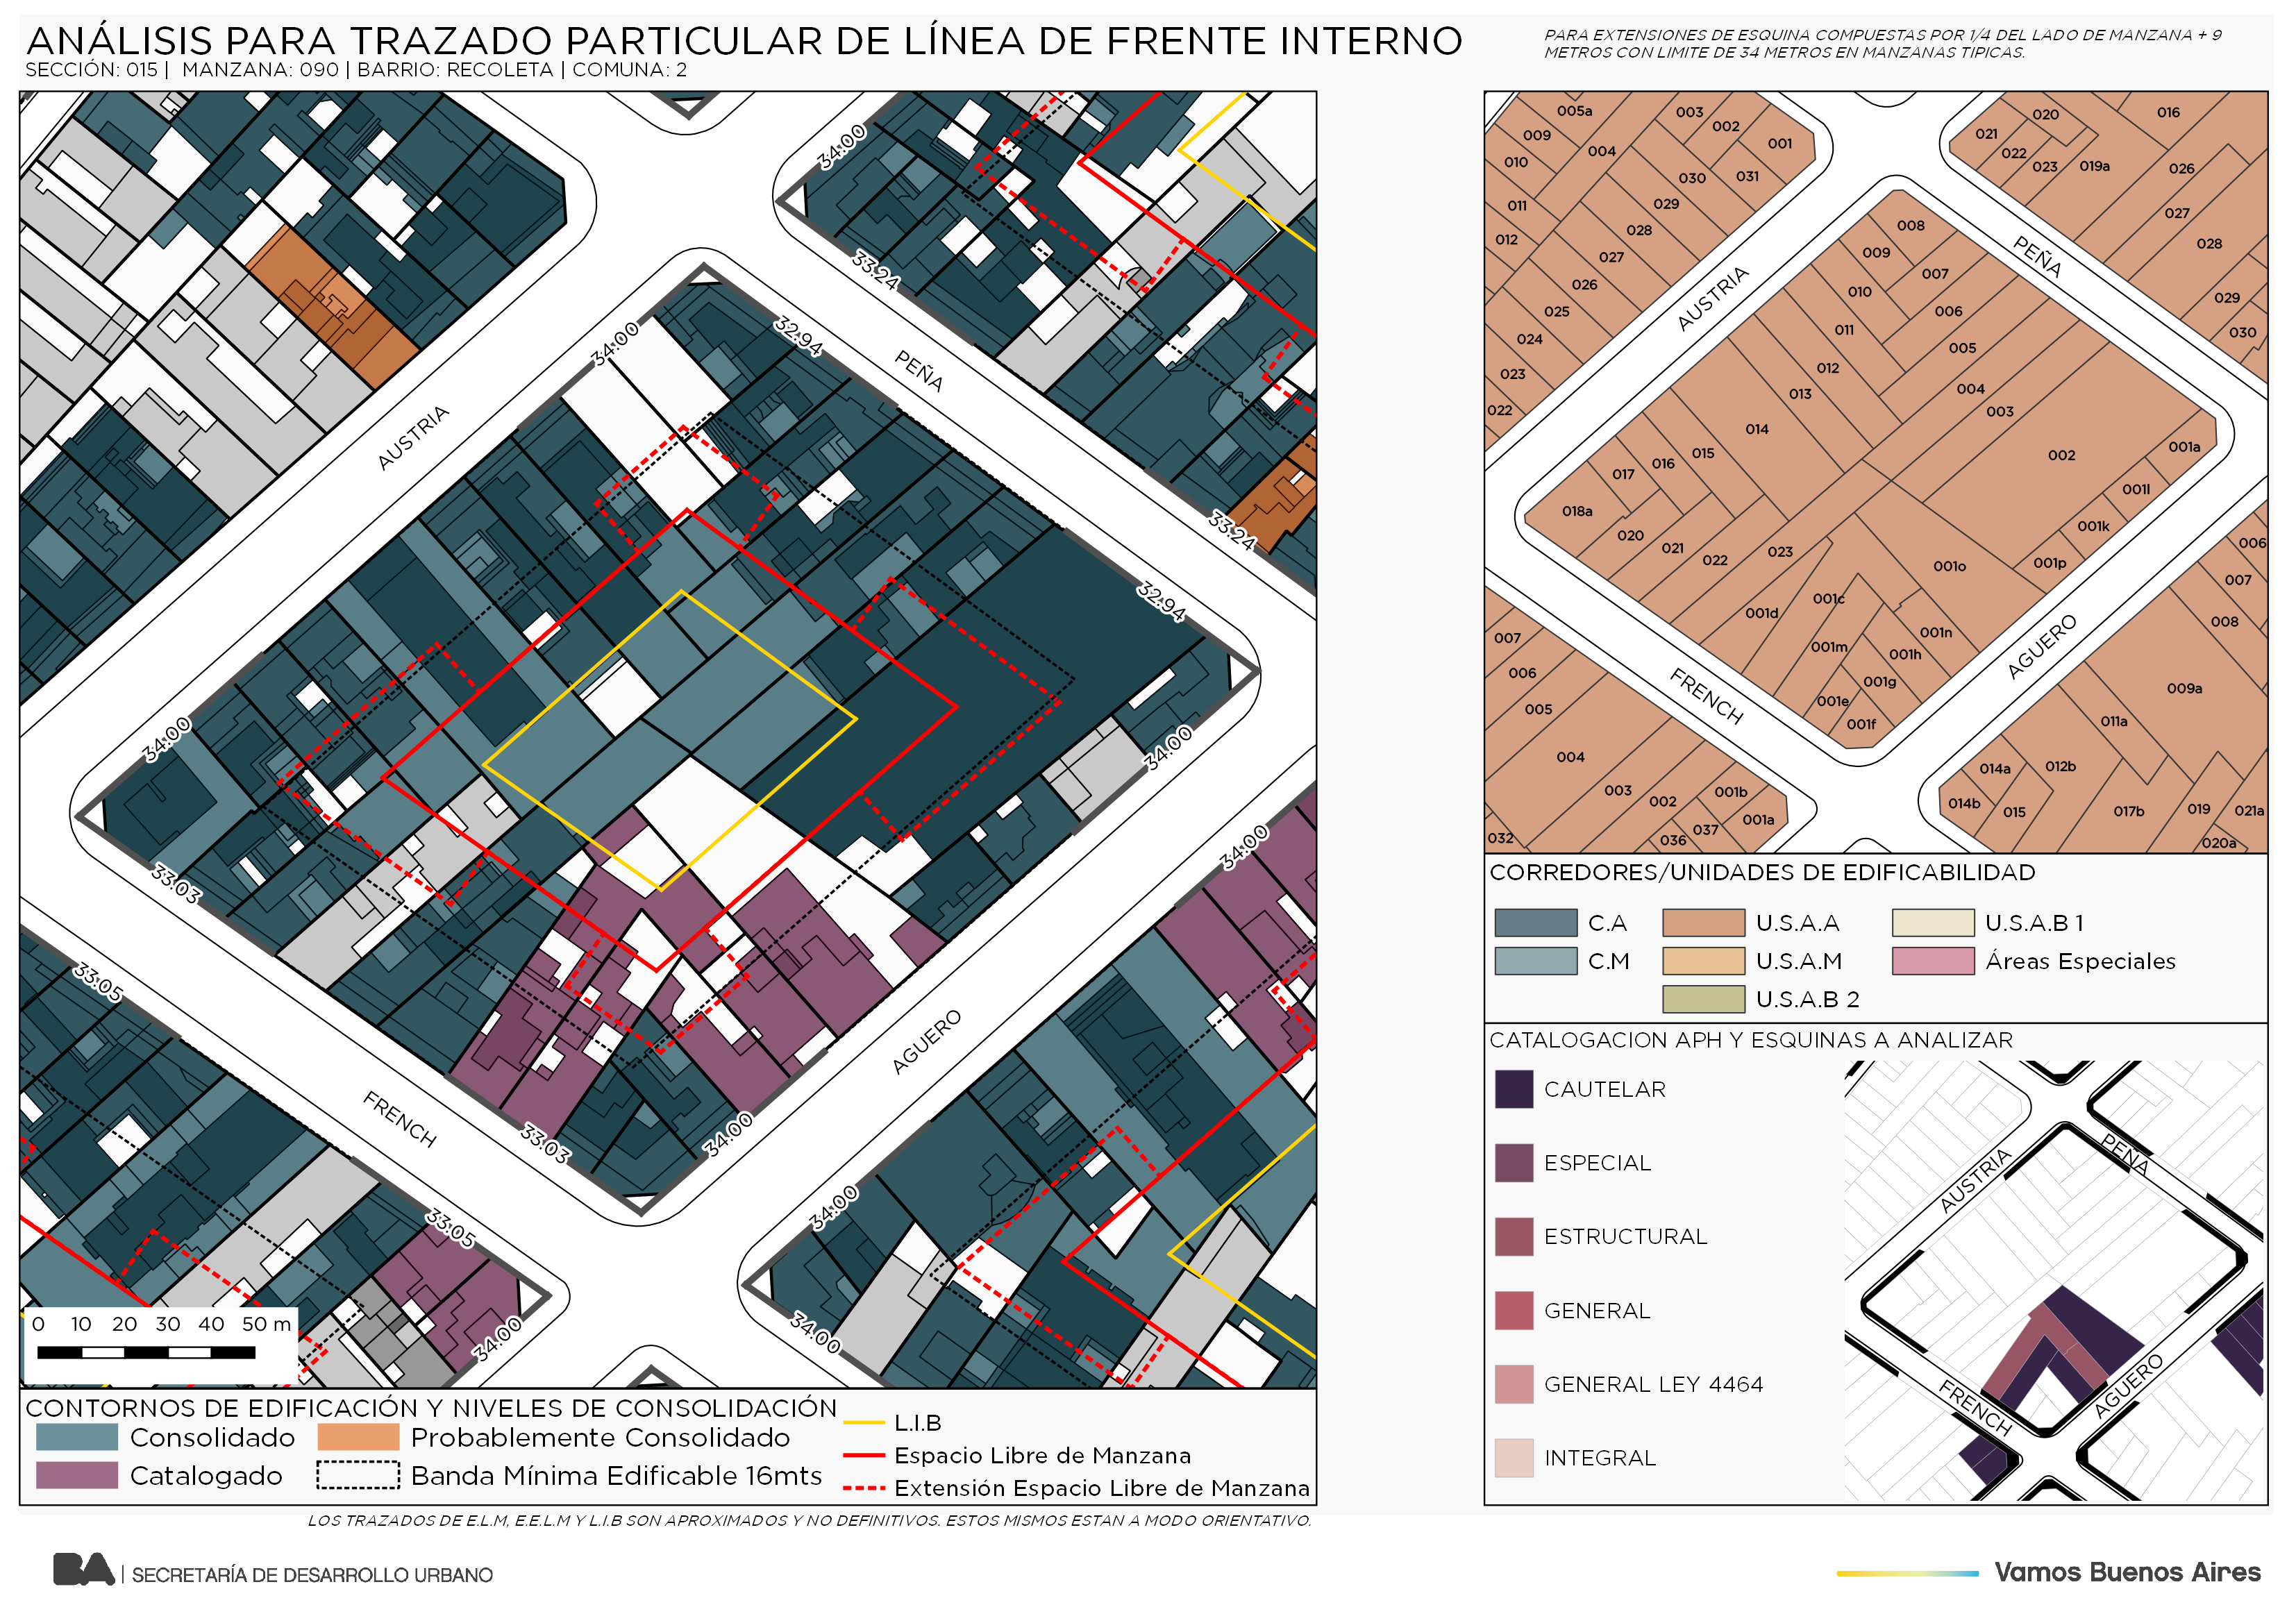 ANÁLISIS PARA TRAZADO PARTICULAR DE LÍNEA DE FRENTE INTERNO
SECCIÓN: 015 | MANZANA: 090 | BARRIO: RECOLETA | COMUNA: 2
PARA EXTENSIONES DE ESQUINA COMPUESTAS POR 1/4 DEL LADO DE MANZANA + 9
METROS CON LIMITE DE 34 METROS EN MANZANAS TIPICAS.
34.00
33.24
34.00
32.94
PEÑA
AUSTRIA
33.24
32.94
34.00
34.00
33.03
34.00
33.05
AGUERO
FRENCH
33.03
34.00
34.00
33.05
34.00
34.00
0 10 20 30 40 50 m
CONTORNOS DE EDIFICACIÓN Y NIVELES DE CONSOLIDACIÓN
Consolidado
Probablemente Consolidado
Catalogado
Banda Mínima Edificable 16mts
L.I.B
Espacio Libre de Manzana
Extensión Espacio Libre de Manzana
LOS TRAZADOS DE E.L.M, E.E.L.M Y L.I.B SON APROXIMADOS Y NO DEFINITIVOS. ESTOS MISMOS ESTAN A MODO ORIENTATIVO.
005a 003 002 001 009 004 010 030 031 011 029 012 028 027 026 025 024 023 022
020 016 021 022 023 019a 026 027 028 029 030
AUSTRIA
PEÑA
008 009 007 010 006 011 005 012 004 013 003 014 002 001a 015 016 017 001l 018a 001k 020 021 022 023 001p 001o 001c 001d 001n 001m 001h 001g 001e 001f
FRENCH
AGUERO
007 006 005 004 003 002 001b 001a 037 036 032
006 007 008 009a 011a 012b 014a 014b 015 017b 019 021a 020a
CORREDORES/UNIDADES DE EDIFICABILIDAD
C.A
U.S.A.A
U.S.A.B 1
C.M
U.S.A.M
Áreas Especiales
U.S.A.B 2
CATALOGACION APH Y ESQUINAS A ANALIZAR
CAUTELAR
ESPECIAL
ESTRUCTURAL
GENERAL
GENERAL LEY 4464
INTEGRAL
AUSTRIA
PEÑA
FRENCH
AGUERO
BA | SECRETARÍA DE DESARROLLO URBANO
Vamos Buenos Aires